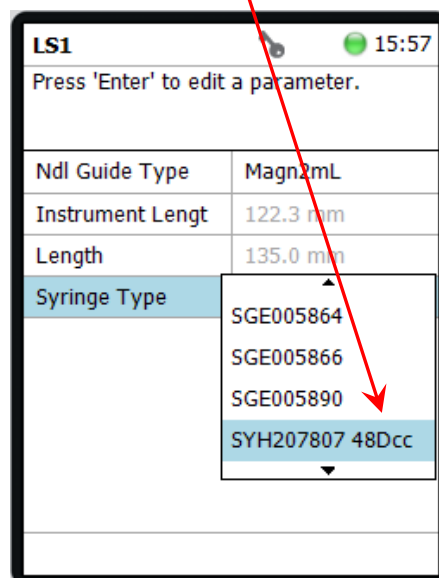 LS1 15:57
Press 'Enter' to edit a parameter.
Ndl Guide Type Magn2mL
Instrument Lengt 122.3 mm
Length 135.0 mm
Syringe Type
SGE005864
SGE005866
SGE005890
SYH207807 48Dcc